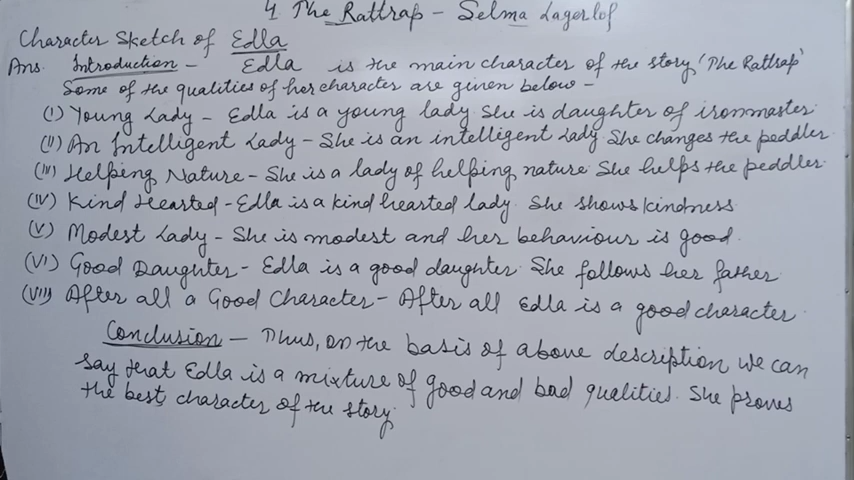 4 The Rattrap - Selma Lagerlof
Character Sketch of Edla
Ans. Introduction - Edla is the main character of the story 'The Rattrap'
Some of the qualities of her character are given below -
(I) Young Lady - Edla is a young lady She is daughter of ironmaster
(II) An Intelligent Lady - She is an intelligent Lady She changes the peddler
(III) Helping Nature - She is a lady of helping nature She helps the peddler
(IV) Kind Hearted - Edla is a kind hearted lady She shows kindness
(V) Modest Lady - She is modest and her behaviour is good
(VI) Good Daughter - Edla is a good daughter She follows her father
(VII) After all a Good Character - After all Edla is a good character
Conclusion - Thus, on the basis of above description we can
say that Edla is a mixture of good and bad qualities. She proves
the best character of the story.